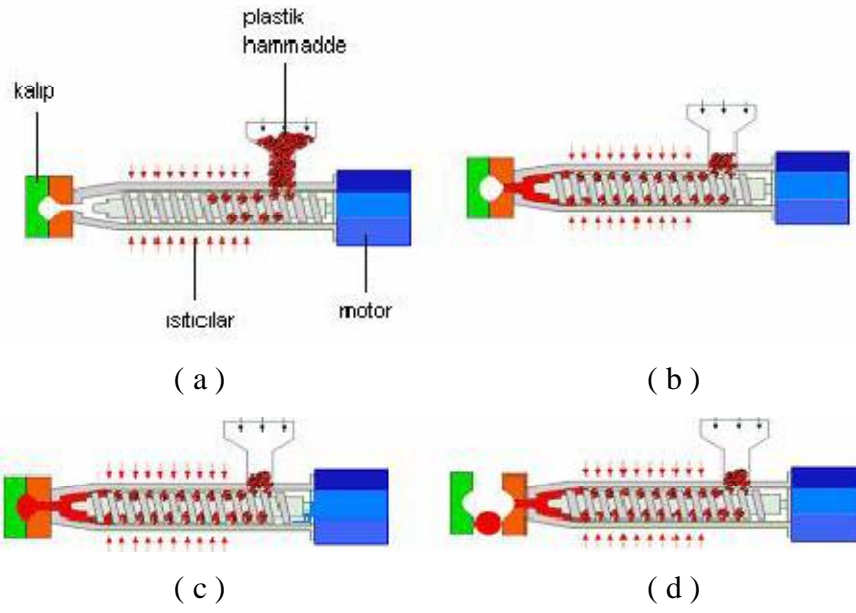 plastik
hammadde
kalıp
ısıtıcılar
motor
( a )
( b )
( c )
( d )